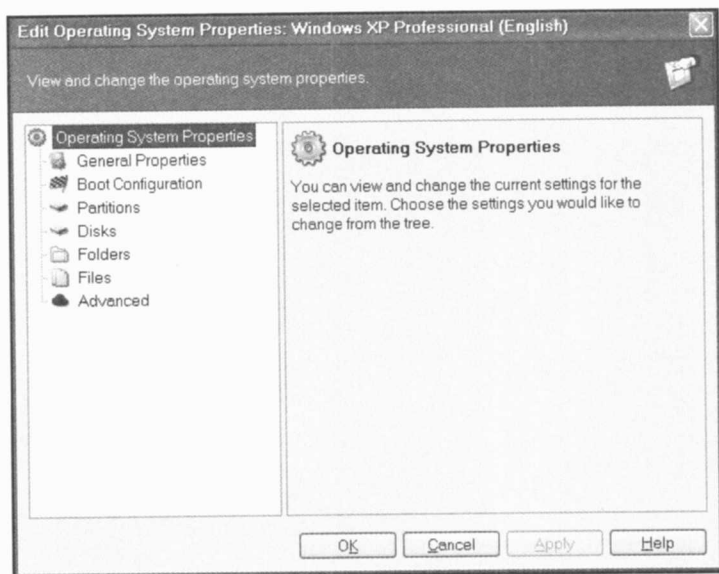 Edit Operating System Properties: Windows XP Professional (English)
View and change the operating system properties.
Operating System Properties
General Properties
Boot Configuration
Partitions
Disks
Folders
Files
Advanced
Operating System Properties
You can view and change the current settings for the
selected item. Choose the settings you would like to
change from the tree.
OK Cancel Apply Help